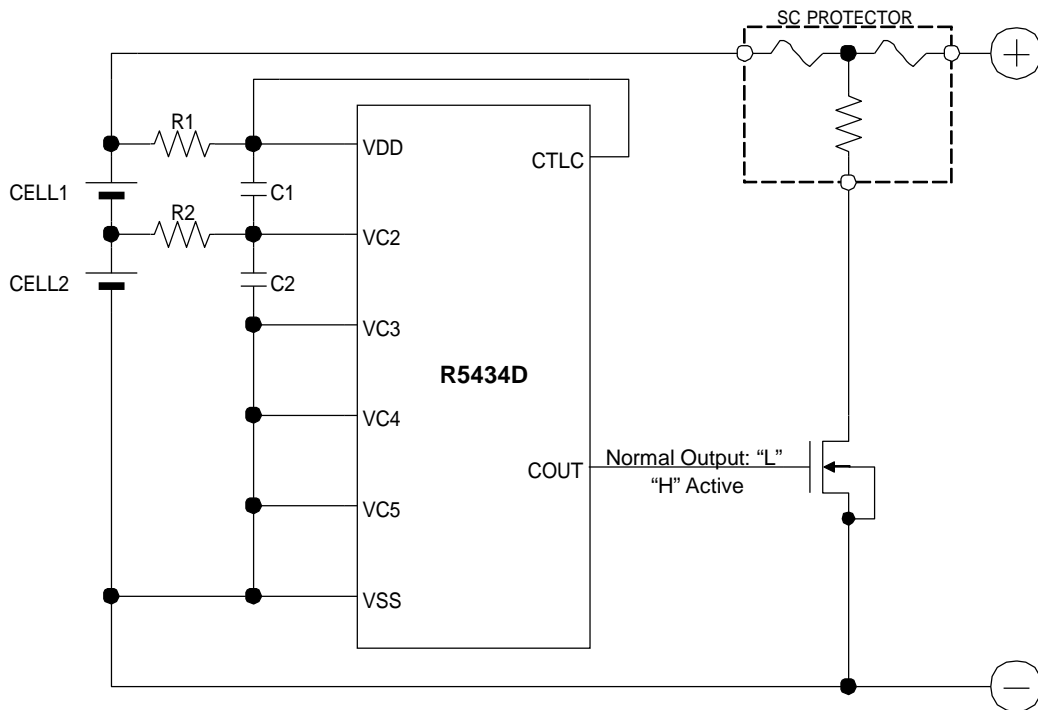 SC PROTECTOR
R1
VDD
CTLC
CELL1
C1
R2
VC2
CELL2
C2
VC3
R5434D
VC4
COUT
Normal Output: “L”
“H” Active
VC5
VSS